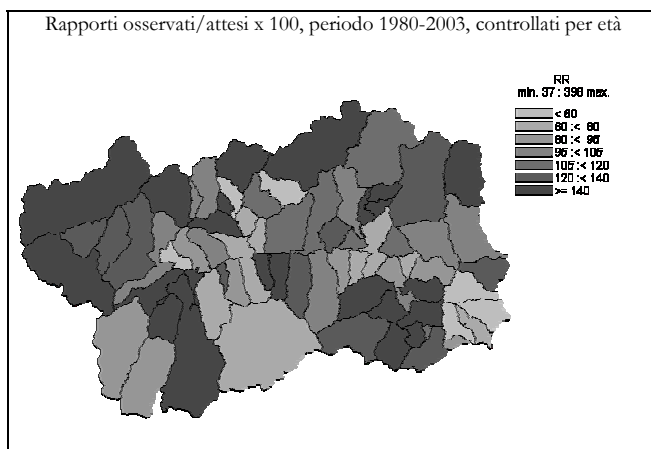 Rapporti osservati/attesi x 100, periodo 1980-2003, controllati per età
RR
min. 37 : 396 max.
< 60
60 :< 80
80 :< 95
95 :< 105
105 :< 120
120 :< 140
>= 140